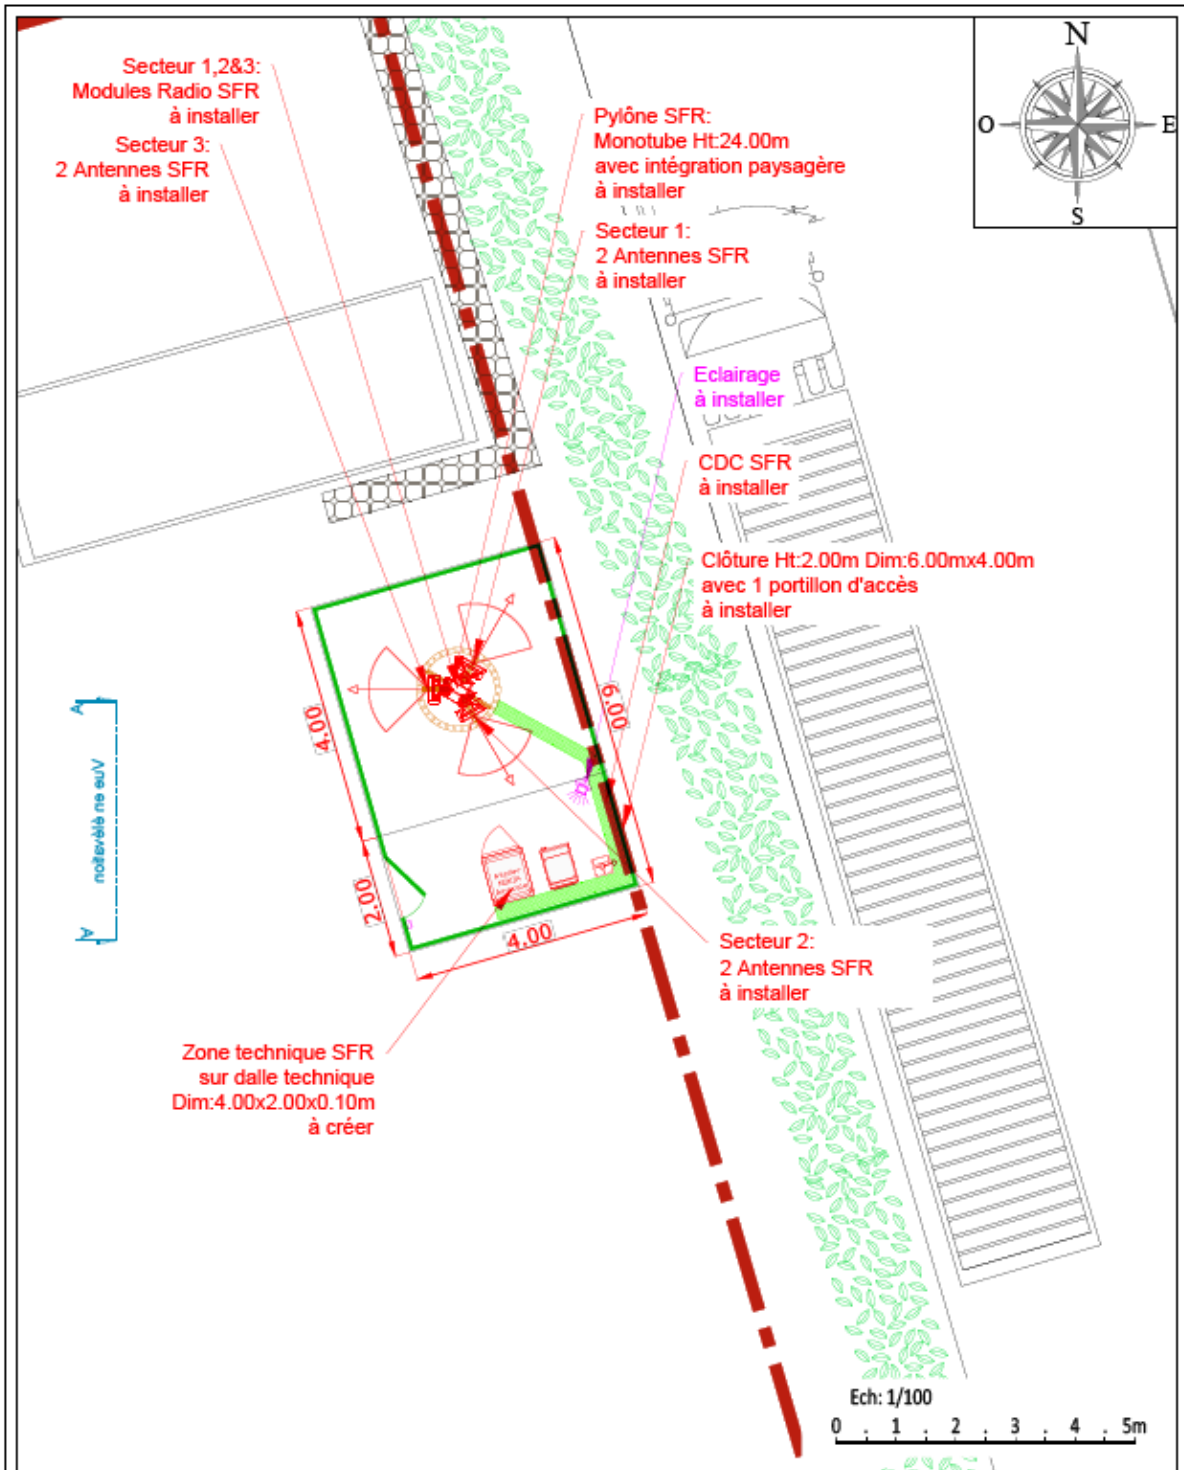 N
O
E
S
Secteur 1,2&3:
Modules Radio SFR
à installer
Secteur 3:
2 Antennes SFR
à installer
Pylône SFR:
Monotube Ht:24.00m
avec intégration paysagère
à installer
Secteur 1:
2 Antennes SFR
à installer
Eclairage
à installer
CDC SFR
à installer
Clôture Ht:2.00m Dim:6.00mx4.00m
avec 1 portillon d'accès
à installer
6.00
4.00
2.00
4.00
A
Vue en élévation
A'
Secteur 2:
2 Antennes SFR
à installer
Zone technique SFR
sur dalle technique
Dim:4.00x2.00x0.10m
à créer
Ech: 1/100
0 . 1 . 2 . 3 . 4 . 5m